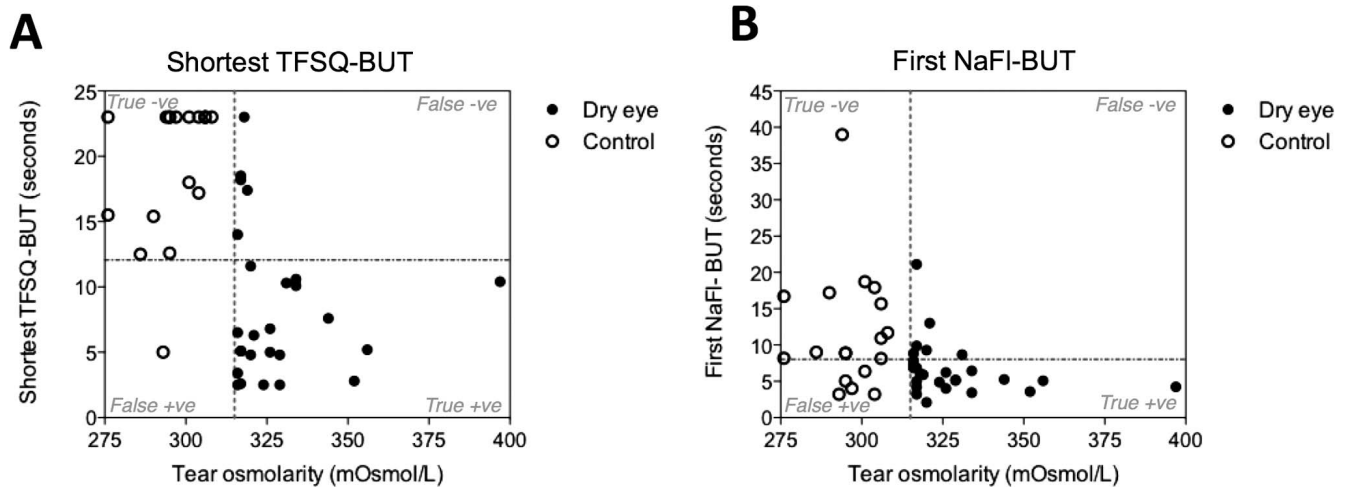 A
Shortest TFSQ-BUT
Shortest TFSQ -BUT (seconds)
25
20
15
10
5
0
True -ve
False -ve
False +ve
True +ve
275
300
325
350
375
400
Tear osmolarity (mOsmol/L)
Dry eye
Control
B
First NaFl-BUT
First NaFl- BUT (seconds)
45
40
35
30
25
20
15
10
5
0
True -ve
False -ve
False +ve
True +ve
275
300
325
350
375
400
Tear osmolarity (mOsmol/L)
Dry eye
Control